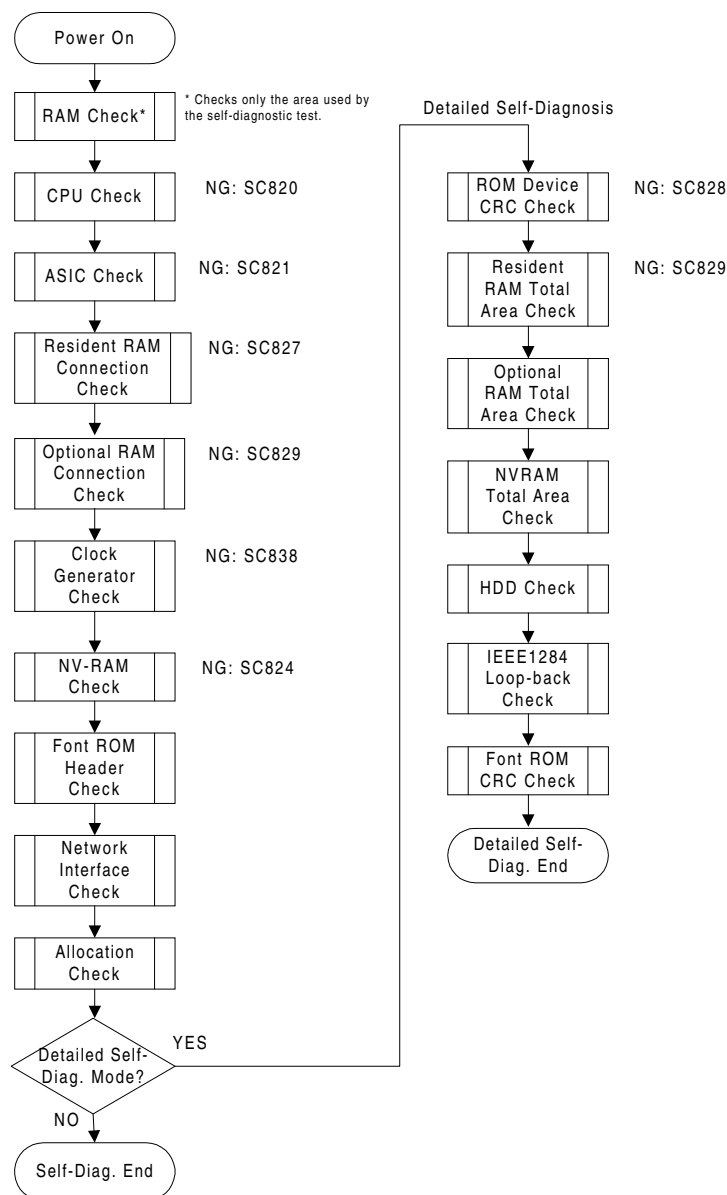 Power On
RAM Check*
* Checks only the area used by
the self-diagnostic test.
CPU Check
NG: SC820
ASIC Check
NG: SC821
Resident RAM
Connection
Check
NG: SC827
Optional RAM
Connection
Check
NG: SC829
Clock
Generator
Check
NG: SC838
NV-RAM
Check
NG: SC824
Font ROM
Header
Check
Network
Interface
Check
Allocation
Check
Detailed Self-
Diag. Mode?
YES
NO
Self-Diag. End
Detailed Self-Diagnosis
ROM Device
CRC Check
NG: SC828
Resident
RAM Total
Area Check
NG: SC829
Optional
RAM Total
Area Check
NVRAM
Total Area
Check
HDD Check
IEEE1284
Loop-back
Check
Font ROM
CRC Check
Detailed Self-
Diag. End